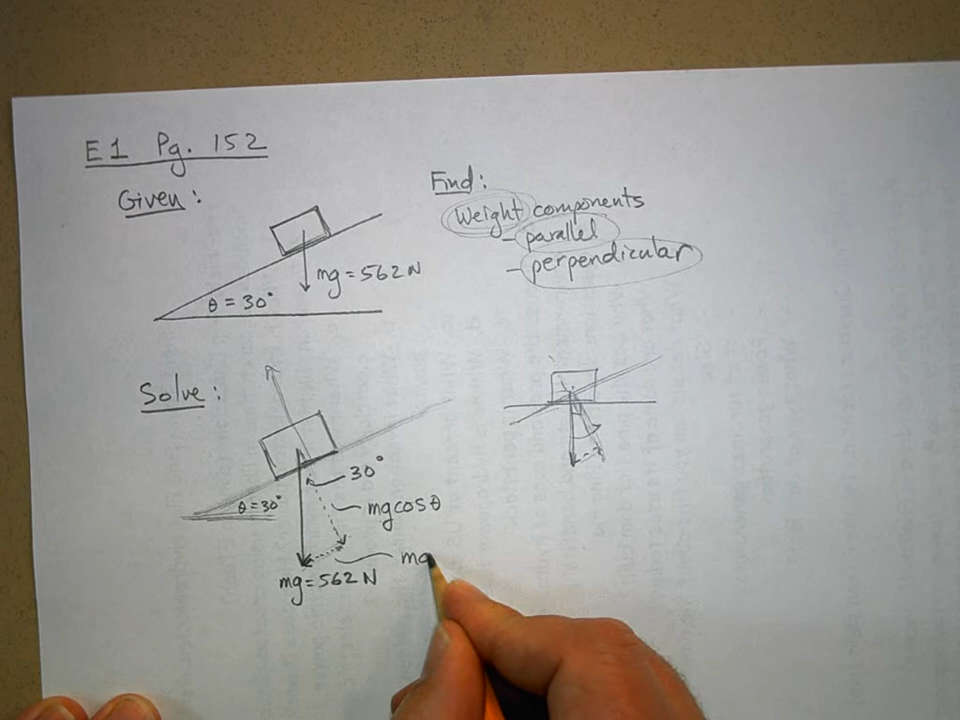 E1 Pg. 152
Given:
mg = 562 N
θ = 30°
Find:
Weight components
- parallel
- perpendicular
Solve:
θ = 30°
30°
mg cos θ
mg
mg = 562 N